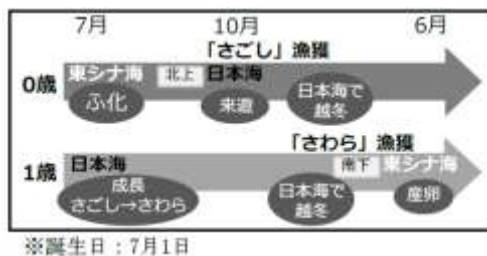 7月 10月 6月
「さごし」漁獲
0歳 東シナ海 北上 日本海
ふ化 来遊 日本海で
越冬
「さわら」漁獲
1歳 日本海 南下 東シナ海
成長
さごし→さわら 日本海で
越冬 産卵
※誕生日：7月1日